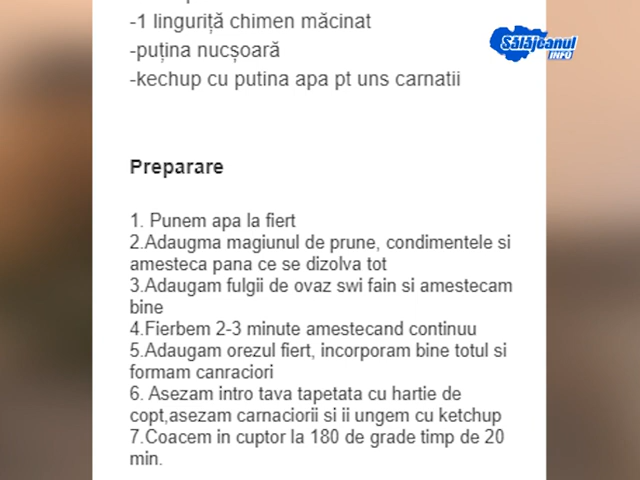 -1 linguriță chimen măcinat
-puțina nucșoară
-kechup cu putina apa pt uns carnatii
Sălăjeanul
INFO
Preparare
1. Punem apa la fiert
2.Adaugma magiunul de prune, condimentele si
amesteca pana ce se dizolva tot
3.Adaugam fulgii de ovaz swi fain si amestecam
bine
4.Fierbem 2-3 minute amestecand continuu
5.Adaugam orezul fiert, incorporam bine totul si
formam canraciori
6. Asezam intro tava tapetata cu hartie de
copt,asezam carnaciorii si ii ungem cu ketchup
7.Coacem in cuptor la 180 de grade timp de 20
min.